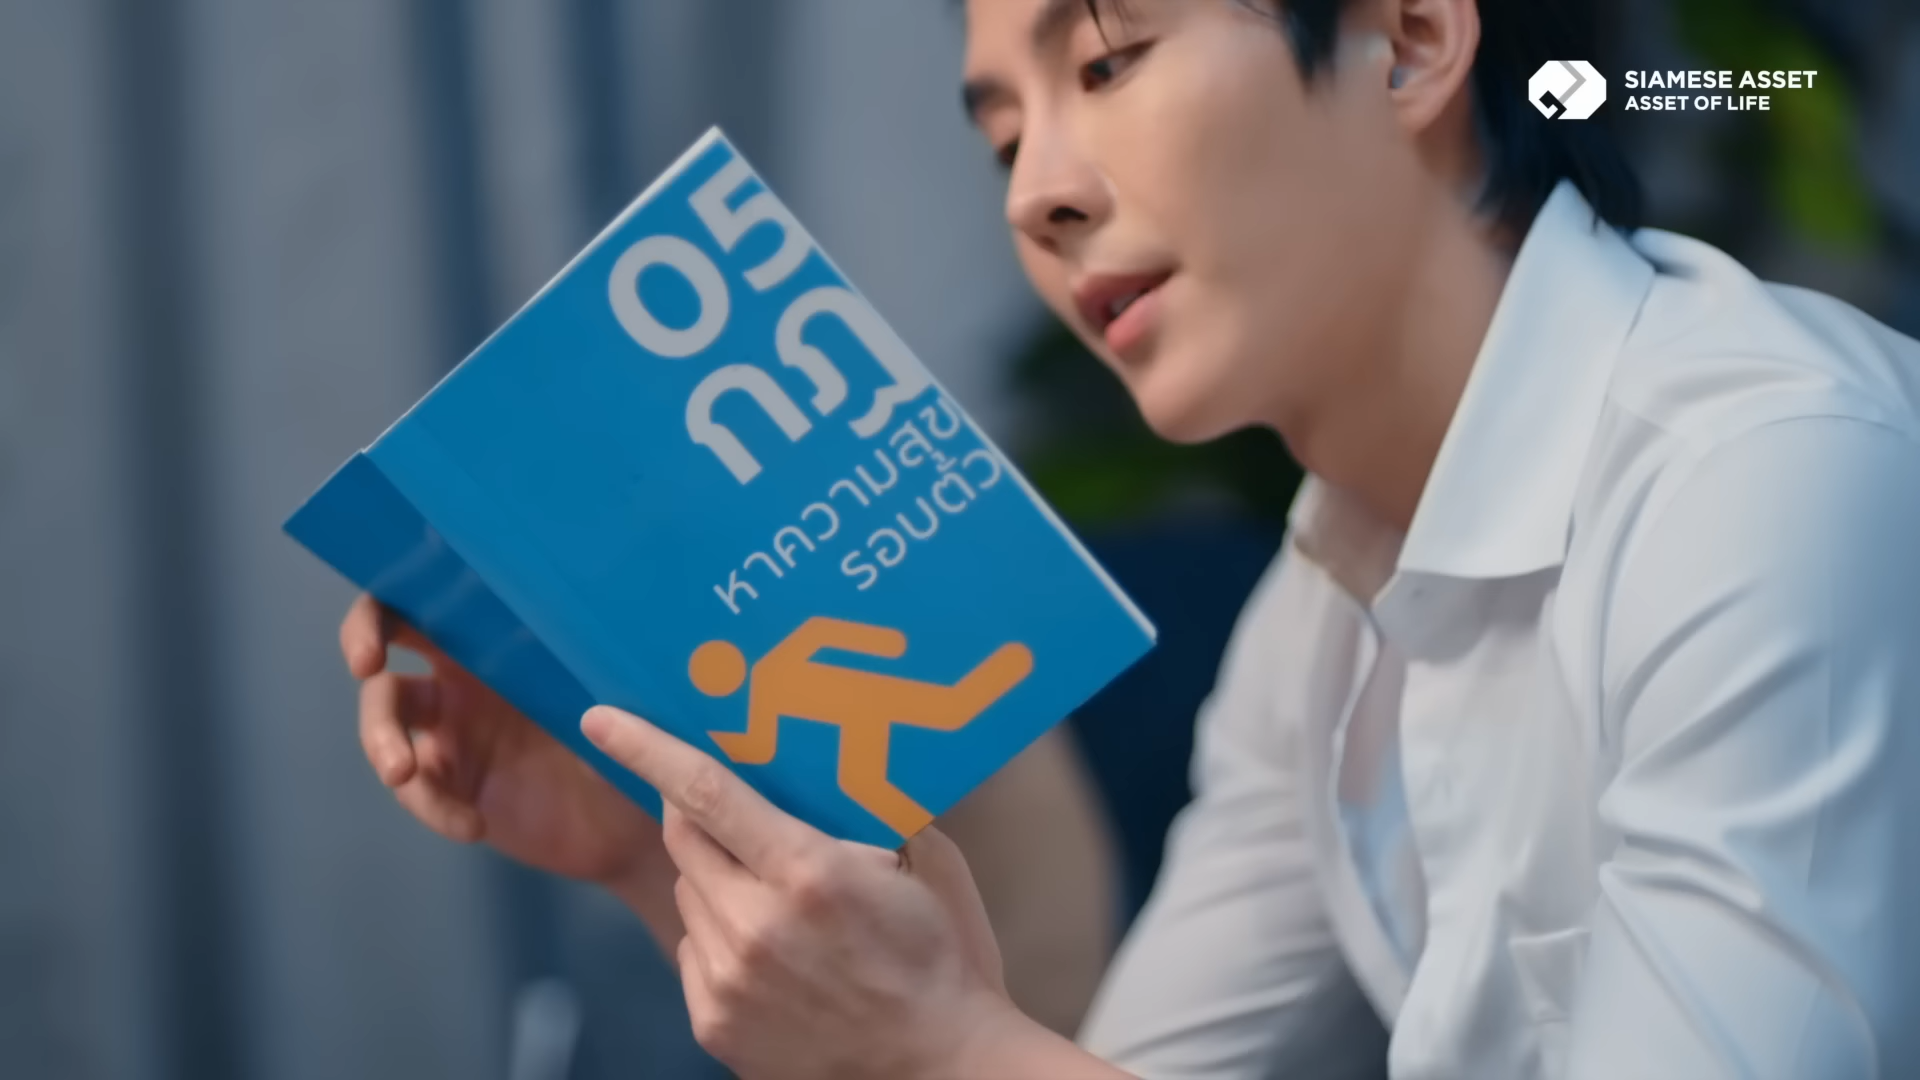 05
กฎ
หาความสุข
รอบตัว
SIAMESE ASSET
ASSET OF LIFE